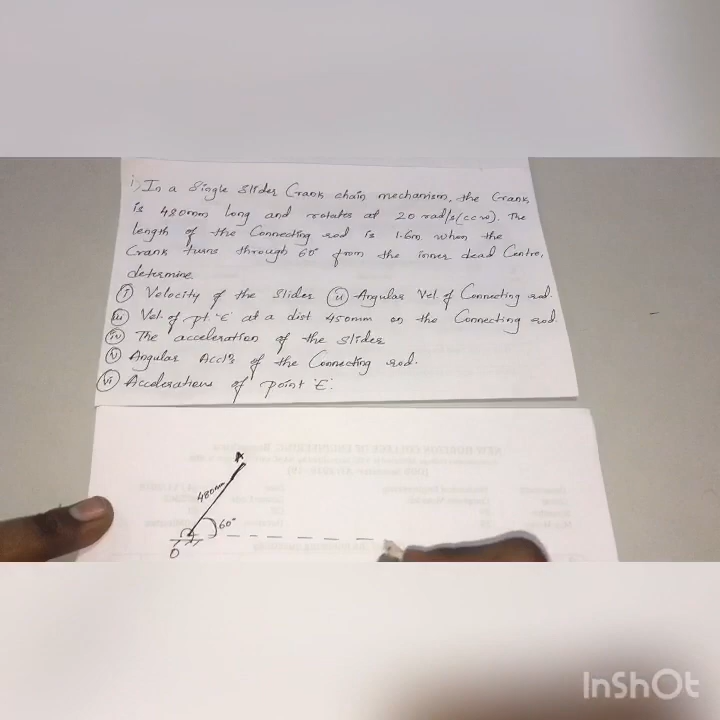 i) In a Single slider Crank chain mechanism, the Crank
is 480mm long and rotates at 20 rad/s (ccw). The
length of the Connecting rod is 1.6m. when the
Crank turns through 60° from the inner dead Centre,
determine.
(i) Velocity of the slider (ii) Angular Vel. of Connecting rod.
(iii) Vel. of pt. 'E' at a dist 450mm on the Connecting rod.
(iv) The acceleration of the slider
(v) Angular Accl's of the Connecting rod.
(vi) Accelerations of point 'E'.
A
480mm
60°
O
InShOt